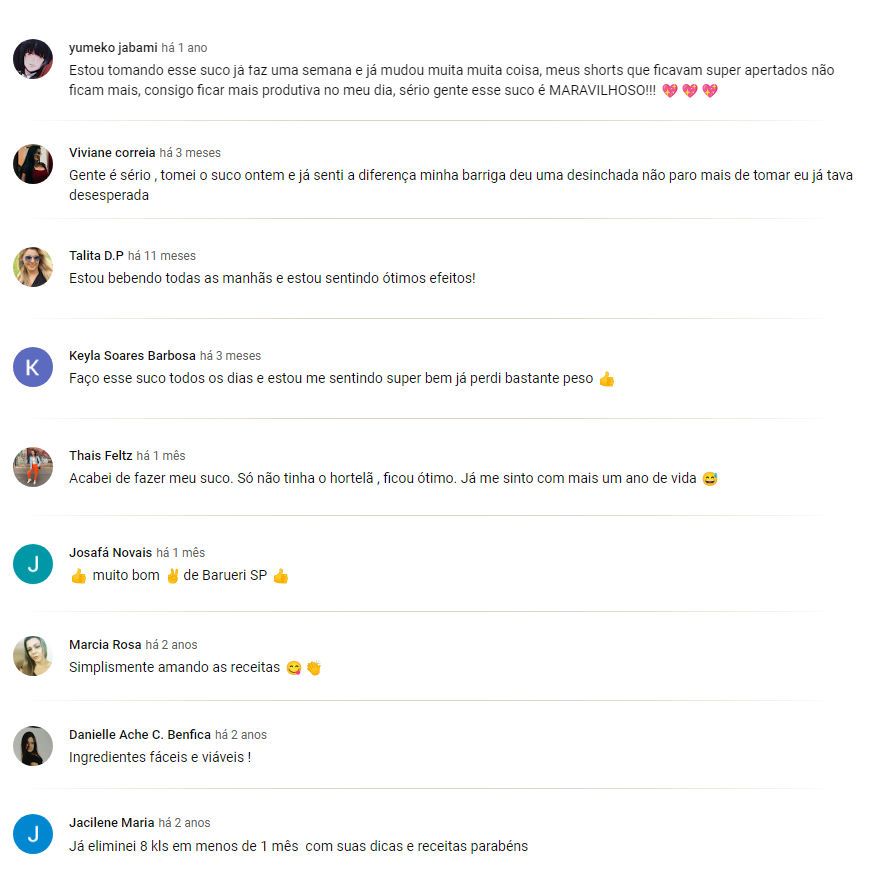 yumeko jabami há 1 ano
Estou tomando esse suco já faz uma semana e já mudou muita muita coisa, meus shorts que ficavam super apertados não
ficam mais, consigo ficar mais produtiva no meu dia, sério gente esse suco é MARAVILHOSO!!! 💖 💖 💖
Viviane correia há 3 meses
Gente é sério , tomei o suco ontem e já senti a diferença minha barriga deu uma desinchada não paro mais de tomar eu já tava
desesperada
Talita D.P há 11 meses
Estou bebendo todas as manhãs e estou sentindo ótimos efeitos!
K
Keyla Soares Barbosa há 3 meses
Faço esse suco todos os dias e estou me sentindo super bem já perdi bastante peso 👍
Thais Feltz há 1 mês
Acabei de fazer meu suco. Só não tinha o hortelã , ficou ótimo. Já me sinto com mais um ano de vida 😅
J
Josafá Novais há 1 mês
👍 muito bom ✌️ de Barueri SP 👍
Marcia Rosa há 2 anos
Simplismente amando as receitas 😋 👏
Danielle Ache C. Benfica há 2 anos
Ingredientes fáceis e viáveis !
J
Jacilene Maria há 2 anos
Já eliminei 8 kls em menos de 1 mês  com suas dicas e receitas parabéns